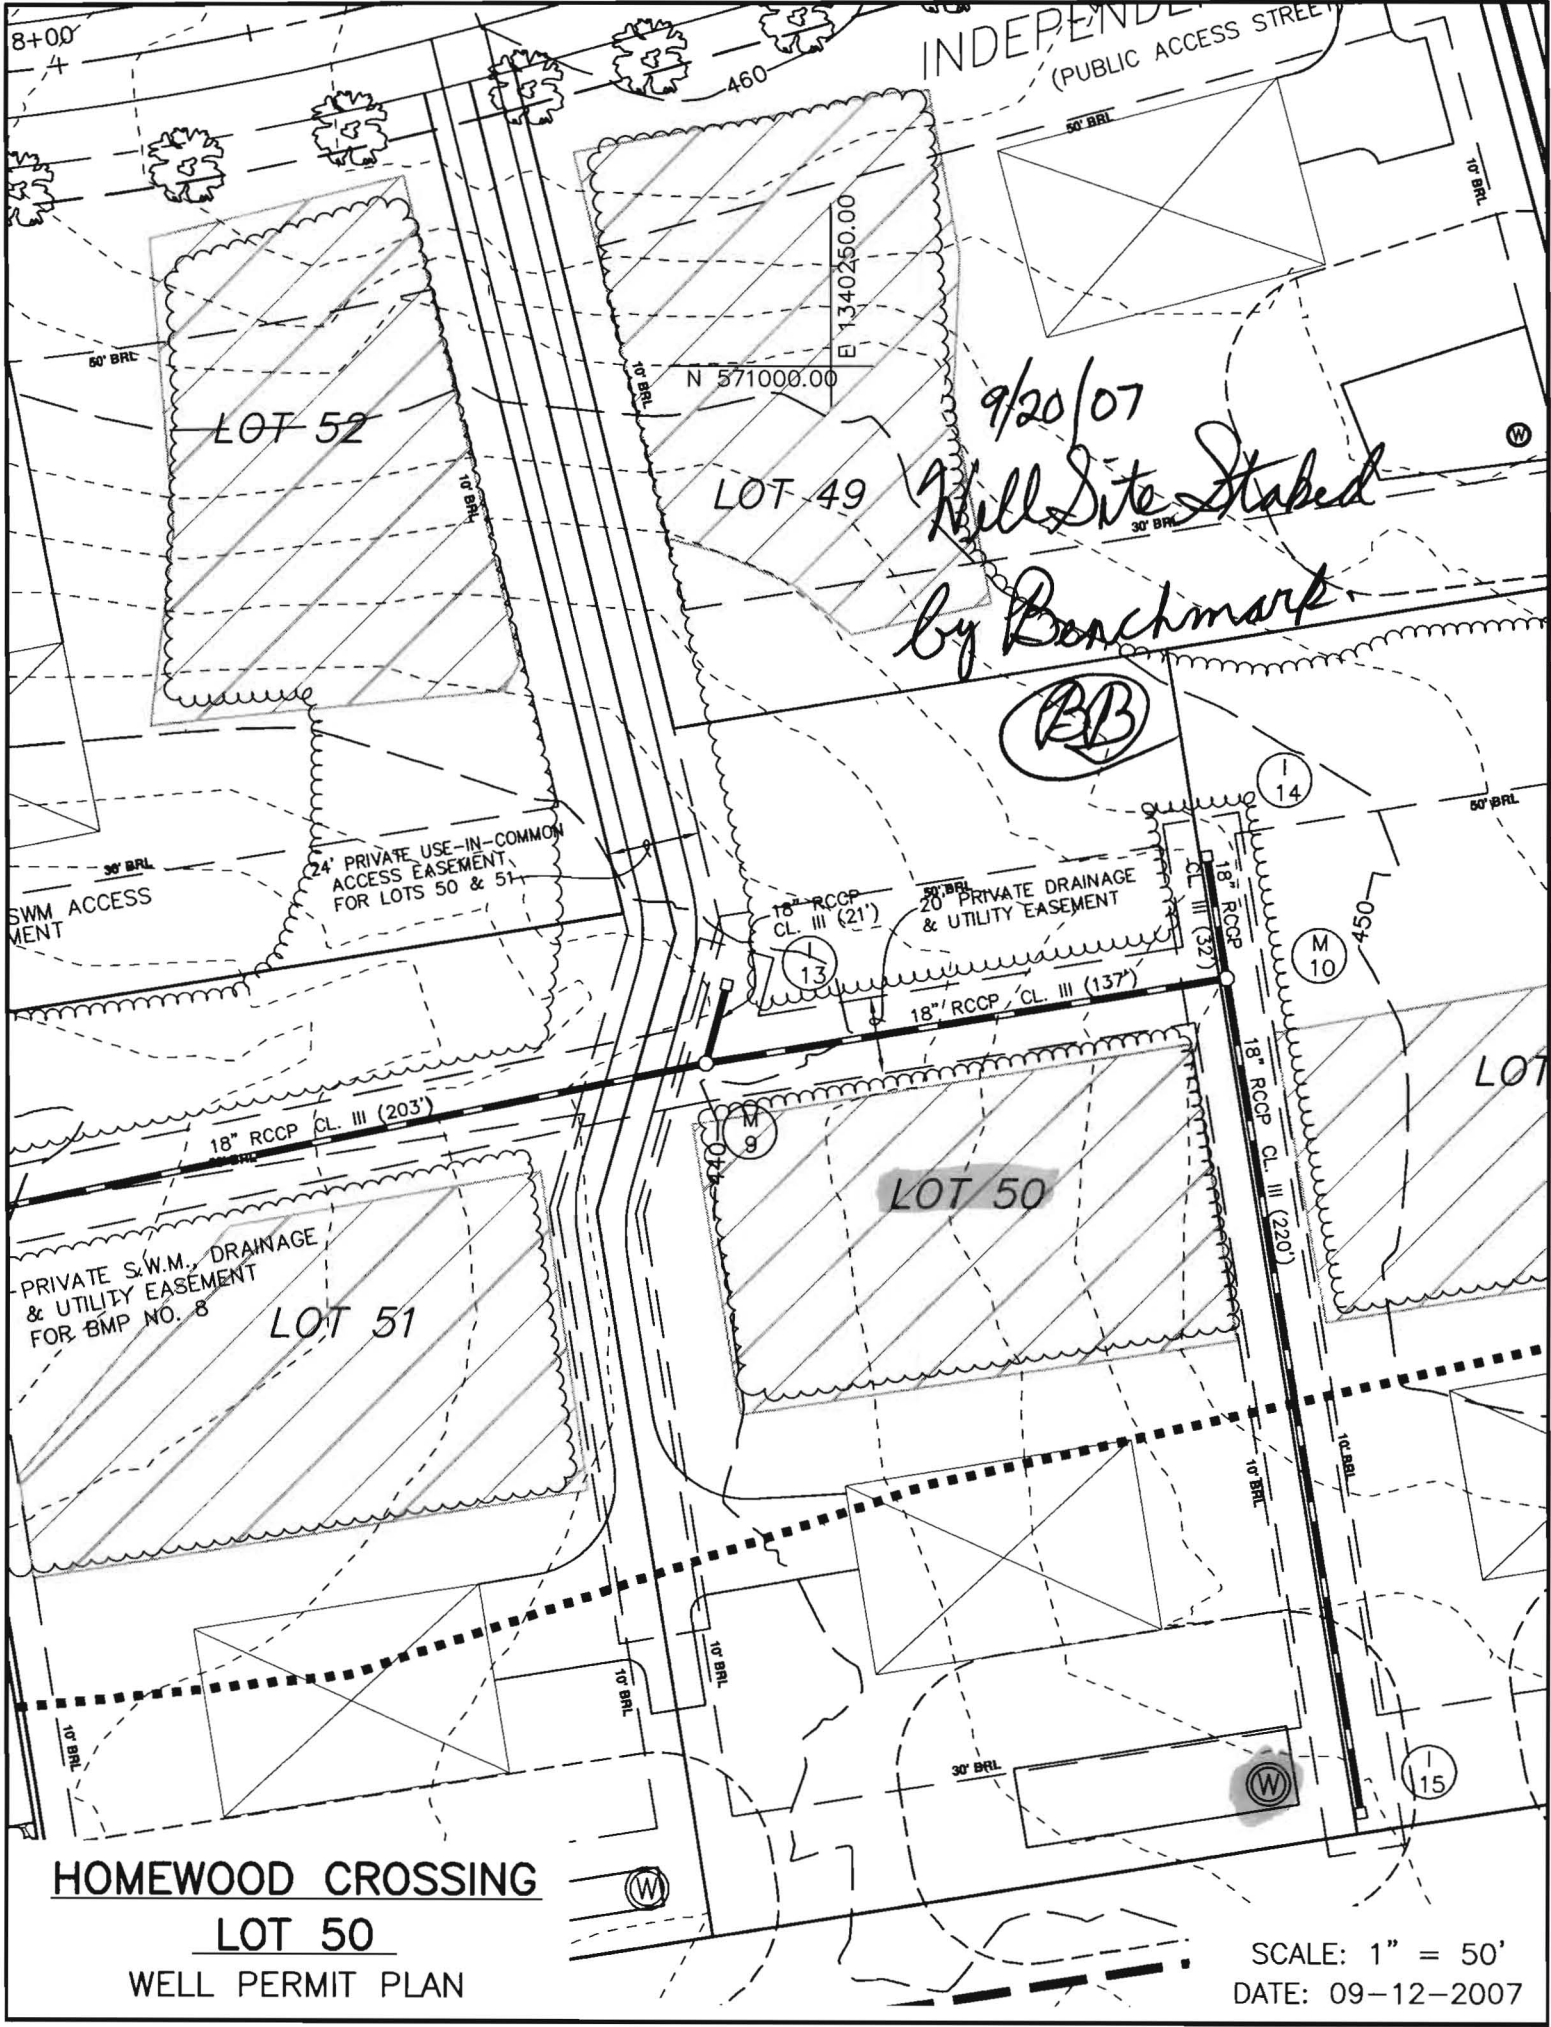 8+00
460
INDEPENDE
(PUBLIC ACCESS STREET
50' BRL
10' BRL
E 1340250.00
N 571000.00
50' BRL
10' BRL
LOT 52
10' BRL
LOT 49
9/20/07
Well Site Staked
30' BRL
by Benchmark.
BB
W
I
14
50' BRL
24' PRIVATE USE-IN-COMMON
ACCESS EASEMENT
FOR LOTS 50 & 51
30' BRL
SWM ACCESS
MENT
18" RCCP
CL. III (21')
50' BRL
20' PRIVATE DRAINAGE
& UTILITY EASEMENT
18" RCCP
CL III (32')
I
13
M
10
450
18" RCCP CL. III (137')
18" RCCP CL. III (203')
M
9
440
LOT 50
18" RCCP CL. III (220')
LOT
PRIVATE S.W.M., DRAINAGE
& UTILITY EASEMENT
FOR BMP NO. 8
LOT 51
10' BRL
10' BRL
10' BRL
10' BRL
10' BRL
30' BRL
W
I
15
W
HOMEWOOD CROSSING
LOT 50
WELL PERMIT PLAN
SCALE: 1" = 50'
DATE: 09-12-2007